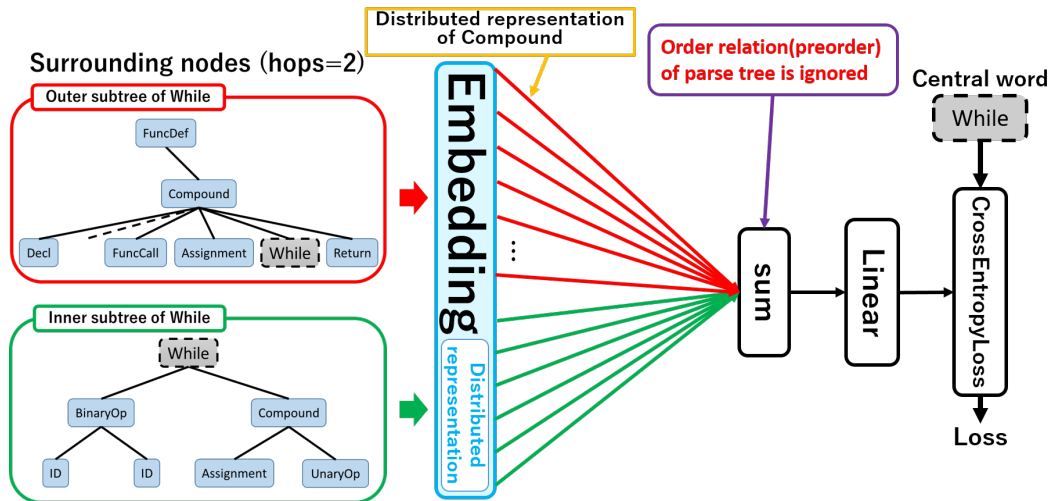 Distributed representation
of Compound
Order relation(preorder)
of parse tree is ignored
Surrounding nodes (hops=2)
Central word
Outer subtree of While
FuncDef
Compound
Decl
FuncCall
Assignment
While
Return
Inner subtree of While
While
BinaryOp
Compound
ID
ID
Assignment
UnaryOp
Embedding
Distributed
representation
...
sum
Linear
While
CrossEntropyLoss
Loss